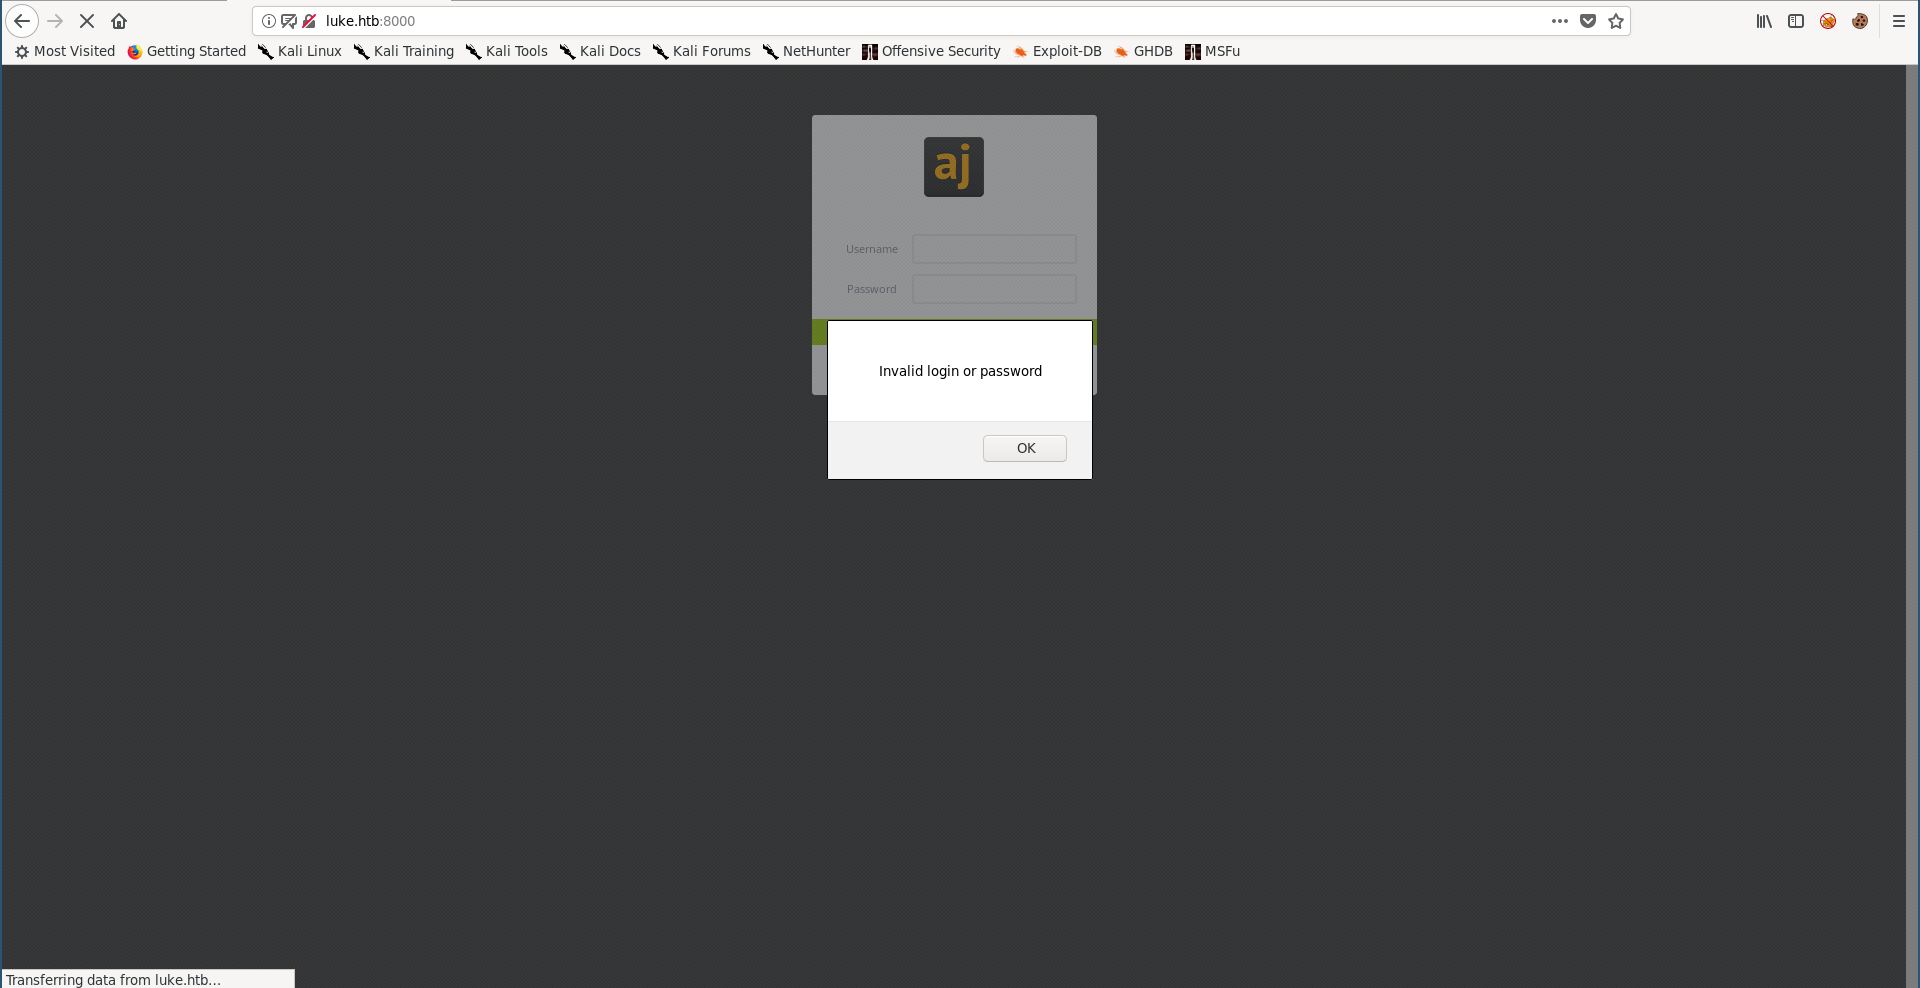 luke.htb:8000
Most Visited Getting Started Kali Linux Kali Training Kali Tools Kali Docs Kali Forums NetHunter Offensive Security Exploit-DB GHDB MSFu
aj
Username
Password
Invalid login or password
OK
Transferring data from luke.htb...